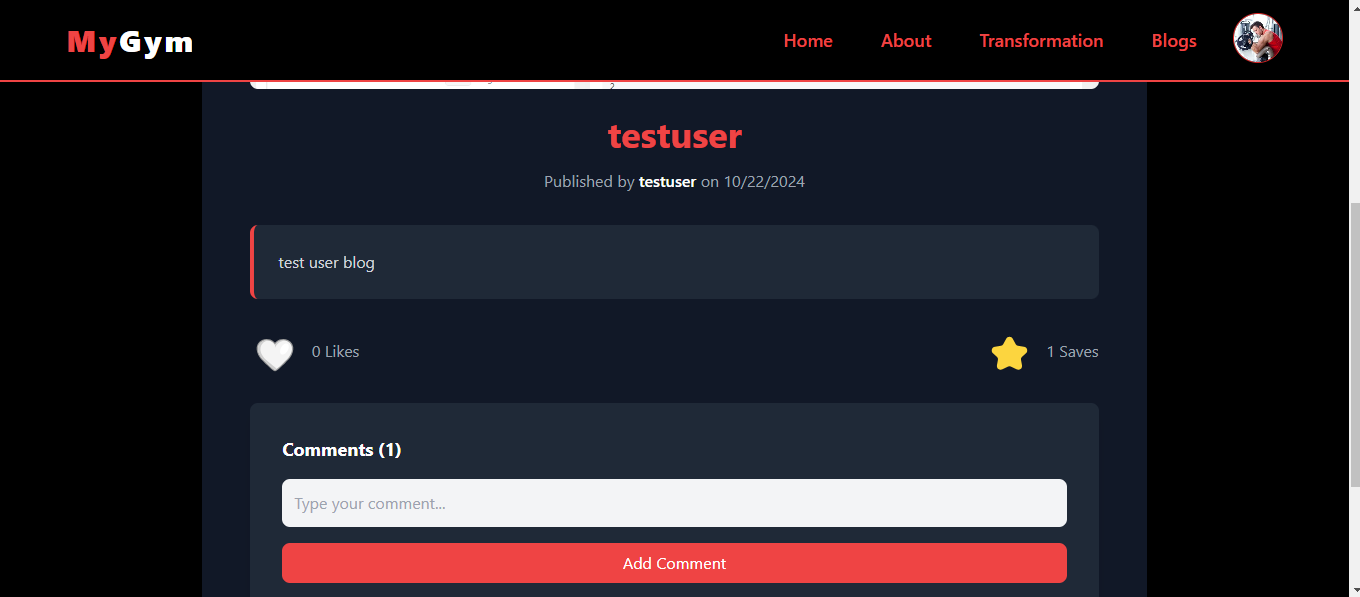 MyGym Home About Transformation Blogs
2
testuser
Published by testuser on 10/22/2024
test user blog
0 Likes 1 Saves
Comments (1)
Type your comment...
Add Comment